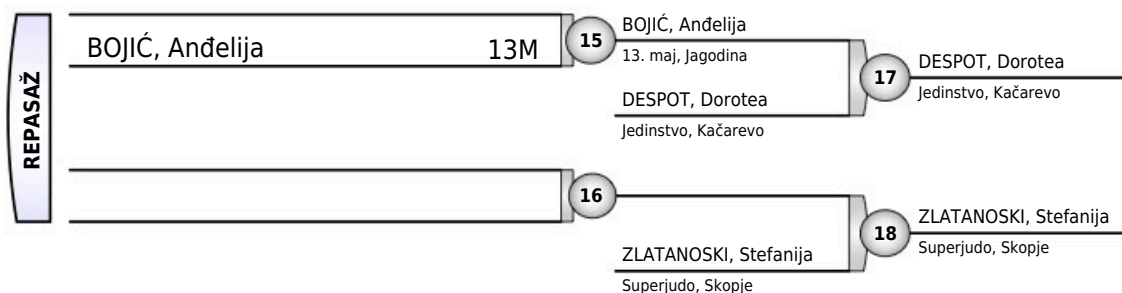 REPASAŽ
BOJIĆ, Anđelija 13M
15
BOJIĆ, Anđelija
13. maj, Jagodina
DESPOT, Dorotea
Jedinstvo, Kačarevo
17
DESPOT, Dorotea
Jedinstvo, Kačarevo
16
ZLATANOSKI, Stefanija
Superjudo, Skopje
18
ZLATANOSKI, Stefanija
Superjudo, Skopje